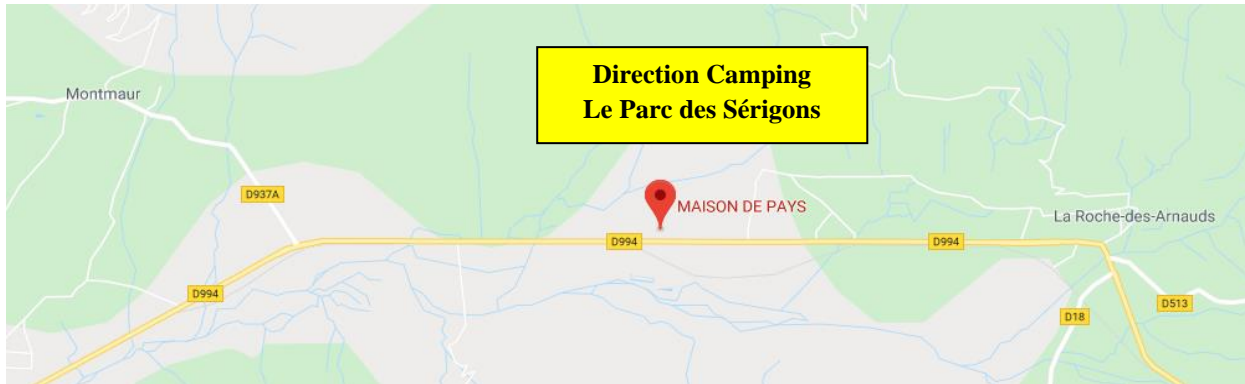 Direction Camping
Le Parc des Sérigons
Montmaur
D937A
MAISON DE PAYS
La Roche-des-Arnauds
D994
D994
D994
D513
D18